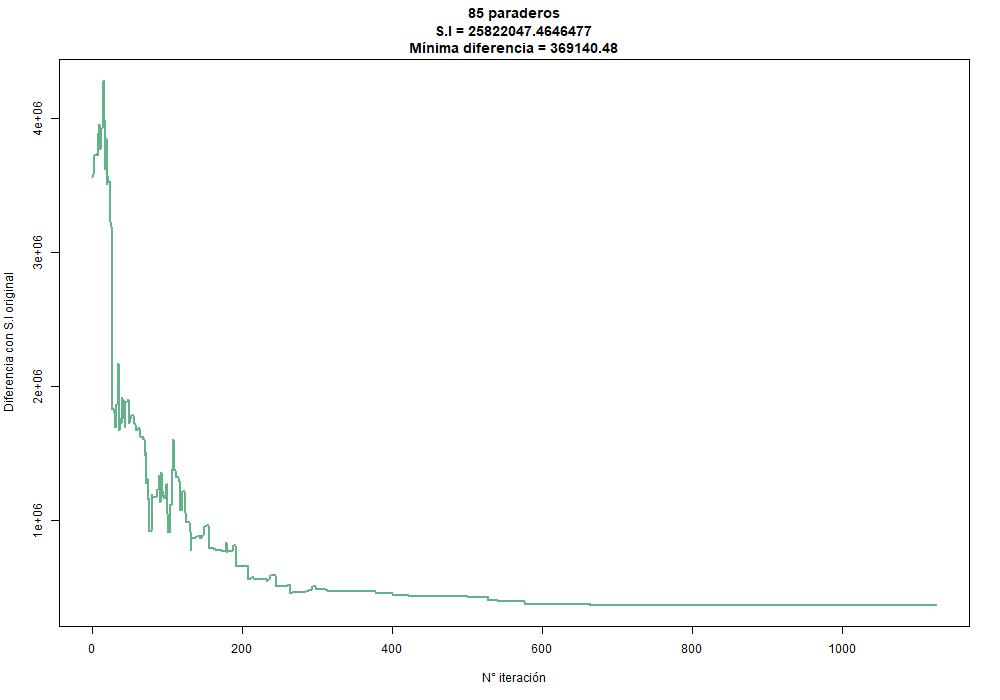 85 paraderos
S.I = 25822047.4646477
Mínima diferencia = 369140.48
Diferencia con S.I original
4e+06
3e+06
2e+06
1e+06
0 200 400 600 800 1000
N° iteración